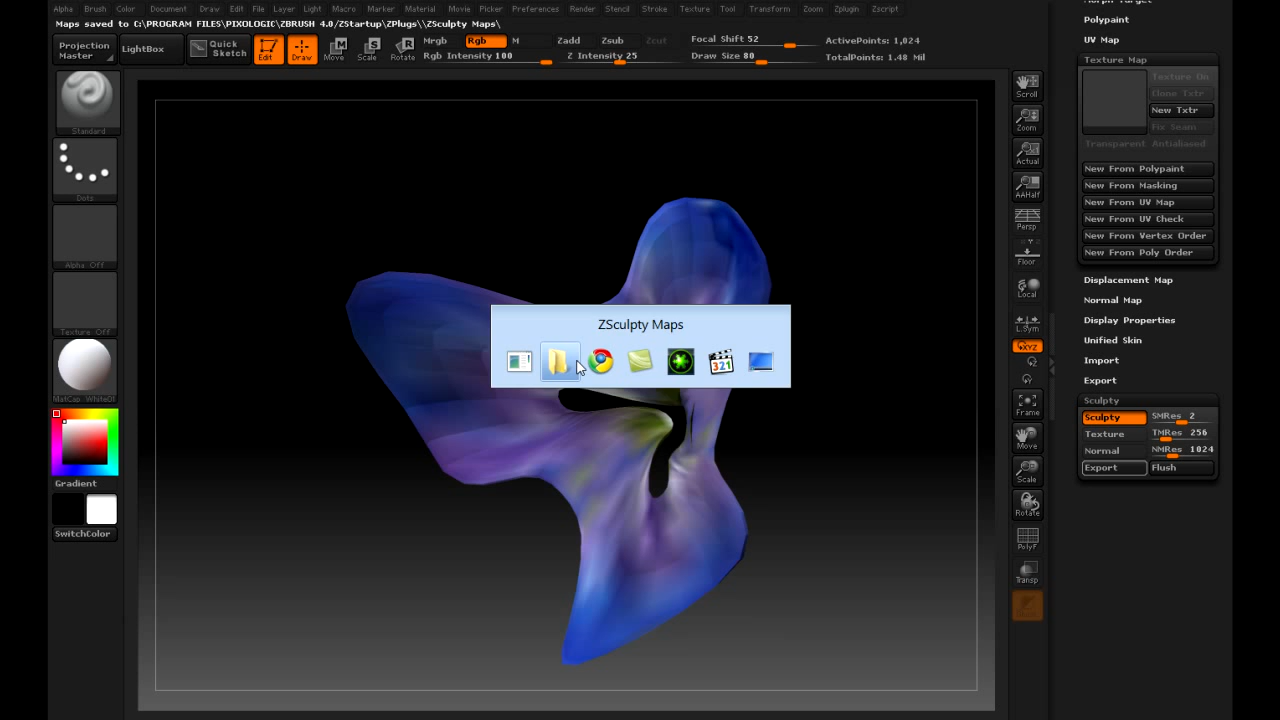 Alpha Brush Color Document Draw Edit File Layer Light Macro Marker Material Movie Picker Preferences Render Stencil Stroke Texture Tool Transform Zoom Zplugin Zscript
Maps saved to C:\PROGRAM FILES\PIXOLOGIC\ZBRUSH 4.0/ZStartup\ZPlugs\\ZSculpty Maps\
Projection Master
LightBox
Quick Sketch
Edit
Draw
Move
Scale
Rotate
Mrgb Rgb M Zadd Zsub Zcut
Rgb Intensity 100 Z Intensity 25
Focal Shift 52
Draw Size 80
ActivePoints: 1,024
TotalPoints: 1.48 Mil
Standard
Dots
Alpha Off
Texture Off
MatCap White01
Gradient
SwitchColor
ZSculpty Maps
321
Scroll
Zoom
Actual
AAHalf
Persp
Floor
Local
L.Sym
XYZ
Frame
Move
Scale
Rotate
PolyF
Transp
Morph Target
Polypaint
UV Map
Texture Map
Texture On
Clone Txtr
New Txtr
Fix Seam
Transparent Antialiased
New From Polypaint
New From Masking
New From UV Map
New From UV Check
New From Vertex Order
New From Poly Order
Displacement Map
Normal Map
Display Properties
Unified Skin
Import
Export
Sculpty
Sculpty SMRes 2
Texture TMRes 256
Normal NMRes 1024
Export Flush